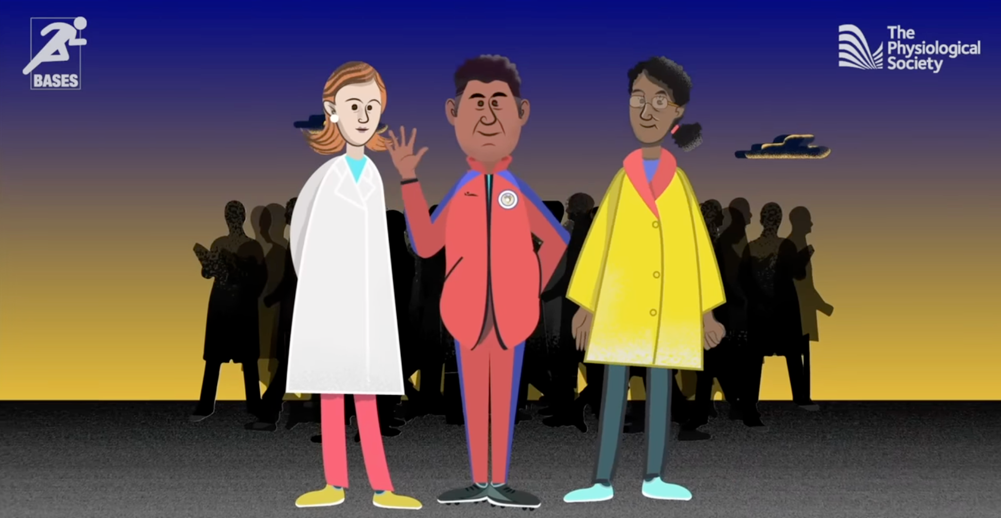 BASES
The
Physiological
Society